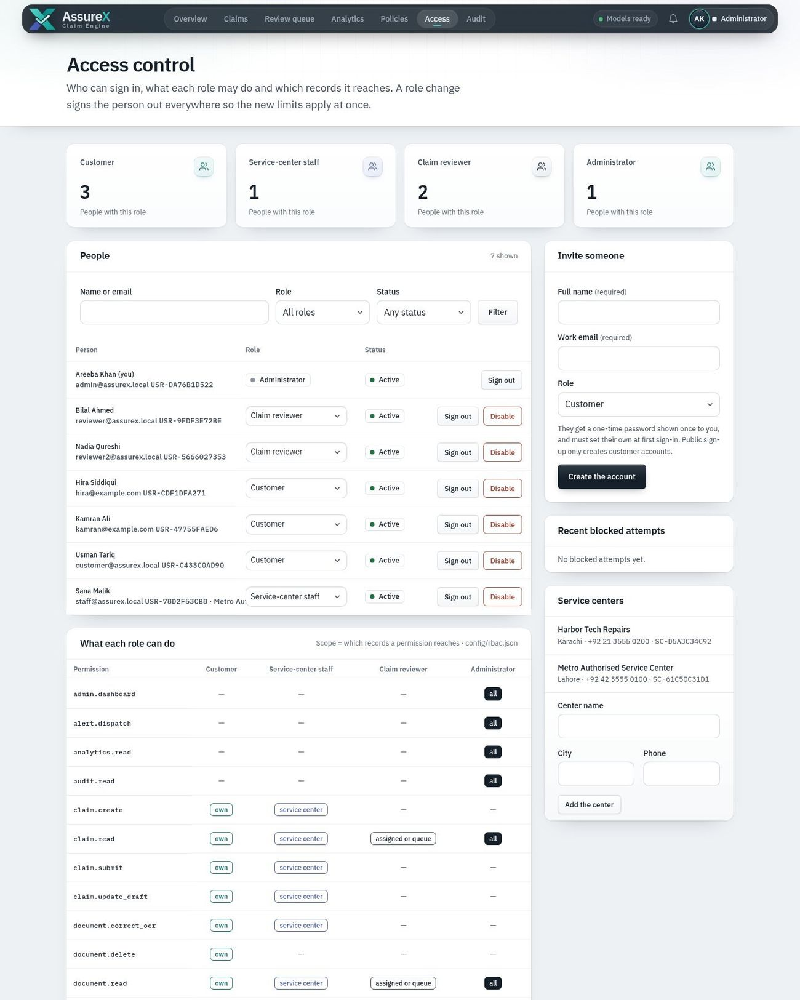 AssureX
Claim Engine
Overview
Claims
Review queue
Analytics
Policies
Access
Audit
Models ready
AK
Administrator
Access control
Who can sign in, what each role may do and which records it reaches. A role change
signs the person out everywhere so the new limits apply at once.
Customer
3
People with this role
Service-center staff
1
People with this role
Claim reviewer
2
People with this role
Administrator
1
People with this role
People
7 shown
Name or email
Role
All roles
Status
Any status
Filter
Person Role Status
Areeba Khan (you)
admin@assurex.local USR-DA76B1D522
Administrator
Active
Sign out
Bilal Ahmed
reviewer@assurex.local USR-9FDF3E72BE
Claim reviewer
Active
Sign out
Disable
Nadia Qureshi
reviewer2@assurex.local USR-5666027353
Claim reviewer
Active
Sign out
Disable
Hira Siddiqui
hira@example.com USR-CDF1DFA271
Customer
Active
Sign out
Disable
Kamran Ali
kamran@example.com USR-47755FAED6
Customer
Active
Sign out
Disable
Usman Tariq
customer@assurex.local USR-C433C0AD90
Customer
Active
Sign out
Disable
Sana Malik
staff@assurex.local USR-78D2F53CB8 · Metro
Service-center staff
Active
Sign out
Disable
Invite someone
Full name (required)
Work email (required)
Role
Customer
They get a one-time password shown once to you,
and must set their own at first sign-in. Public sign-
up only creates customer accounts.
Create the account
Recent blocked attempts
No blocked attempts yet.
Service centers
Harbor Tech Repairs
Karachi · +92 21 3555 0200 · SC-D5A3C34C92
Metro Authorised Service Center
Lahore · +92 42 3555 0100 · SC-61C50C31D1
Center name
City
Phone
Add the center
What each role can do
Scope = which records a permission reaches · config/rbac.json
Permission Customer Service-center staff Claim reviewer Administrator
admin.dashboard — — — all
alert.dispatch — — — all
analytics.read — — — all
audit.read — — — all
claim.create own service center — —
claim.read own service center assigned or queue all
claim.submit own service center — —
claim.update_draft own service center — —
document.correct_ocr own service center — —
document.delete own — — —
document.read own service center assigned or queue all